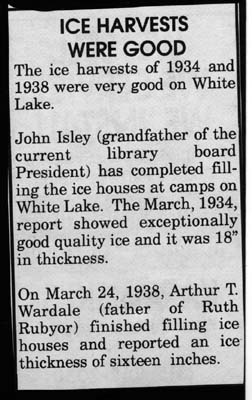 ICE HARVESTS
WERE GOOD
The ice harvests of 1934 and
1938 were very good on White
Lake.
John Isley (grandfather of the
current library board
President) has completed fill-
ing the ice houses at camps on
White Lake. The March, 1934,
report showed exceptionally
good quality ice and it was 18"
in thickness.
On March 24, 1938, Arthur T.
Wardale (father of Ruth
Rubyor) finished filling ice
houses and reported an ice
thickness of sixteen inches.